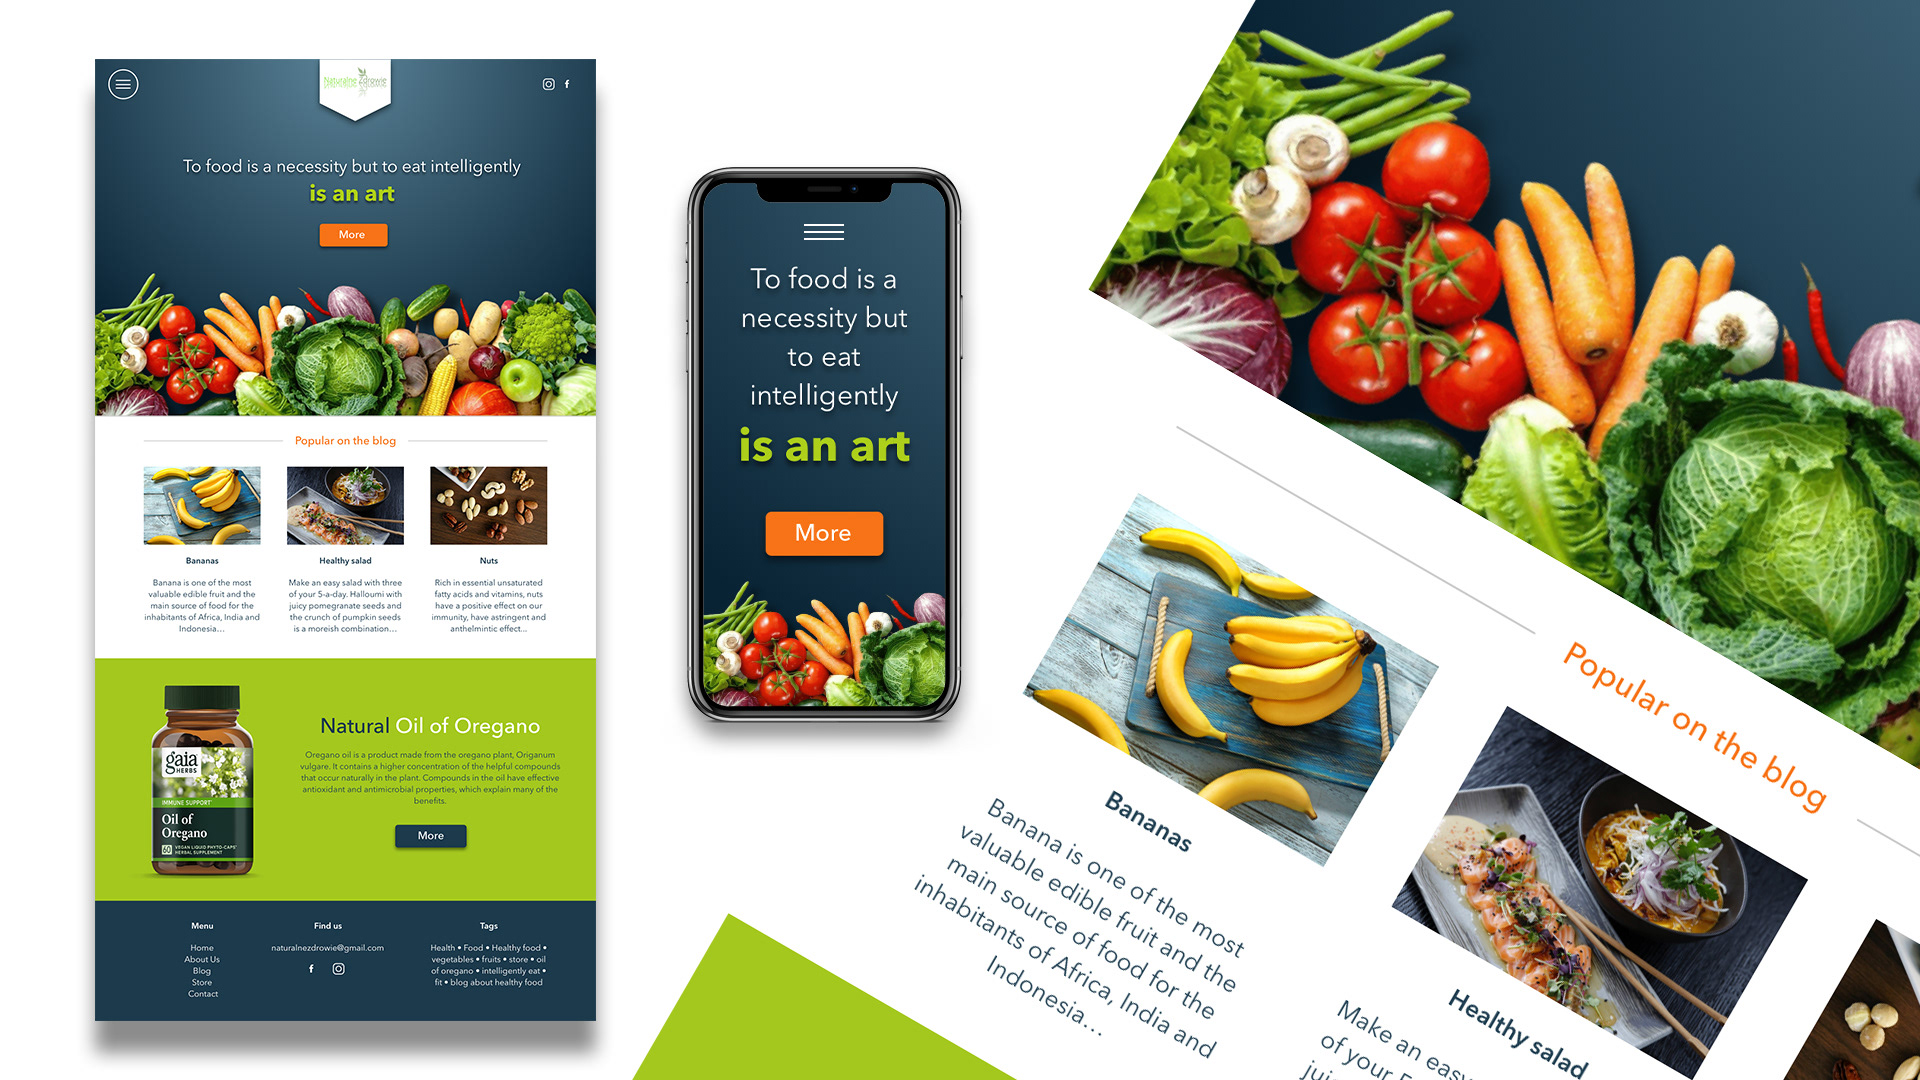 Naturalne Zdrowie
To food is a necessity but to eat intelligently
is an art
More
Popular on the blog
Bananas
Banana is one of the most
valuable edible fruit and the
main source of food for the
inhabitants of Africa, India and
Indonesia...
Healthy salad
Make an easy salad with three
of your 5-a-day. Halloumi with
juicy pomegranate seeds and
the crunch of pumpkin seeds
is a moreish combination...
Nuts
Rich in essential unsaturated
fatty acids and vitamins, nuts
have a positive effect on our
immunity, have astringent and
anthelmintic effect...
gaia
HERBS
IMMUNE SUPPORT
Oil of
Oregano
60 VEGAN LIQUID PHYTO-CAPS
HERBAL SUPPLEMENT
Natural Oil of Oregano
Oregano oil is a product made from the oregano plant, Origanum
vulgare. It contains a higher concentration of the helpful compounds
that occur naturally in the plant. Compounds in the oil have effective
antioxidant and antimicrobial properties, which explain many of the
benefits.
More
Menu
Home
About Us
Blog
Store
Contact
Find us
naturalnezdrowie@gmail.com
Tags
Health • Food • Healthy food •
vegetables • fruits • store • oil
of oregano • intelligently eat •
fit • blog about healthy food
To food is a
necessity but
to eat
intelligently
is an art
More
Popular on the blog
Bananas
Banana is one of the most
valuable edible fruit and the
main source of food for the
inhabitants of Africa, India and
Indonesia...
Healthy salad
Make an easy
of your